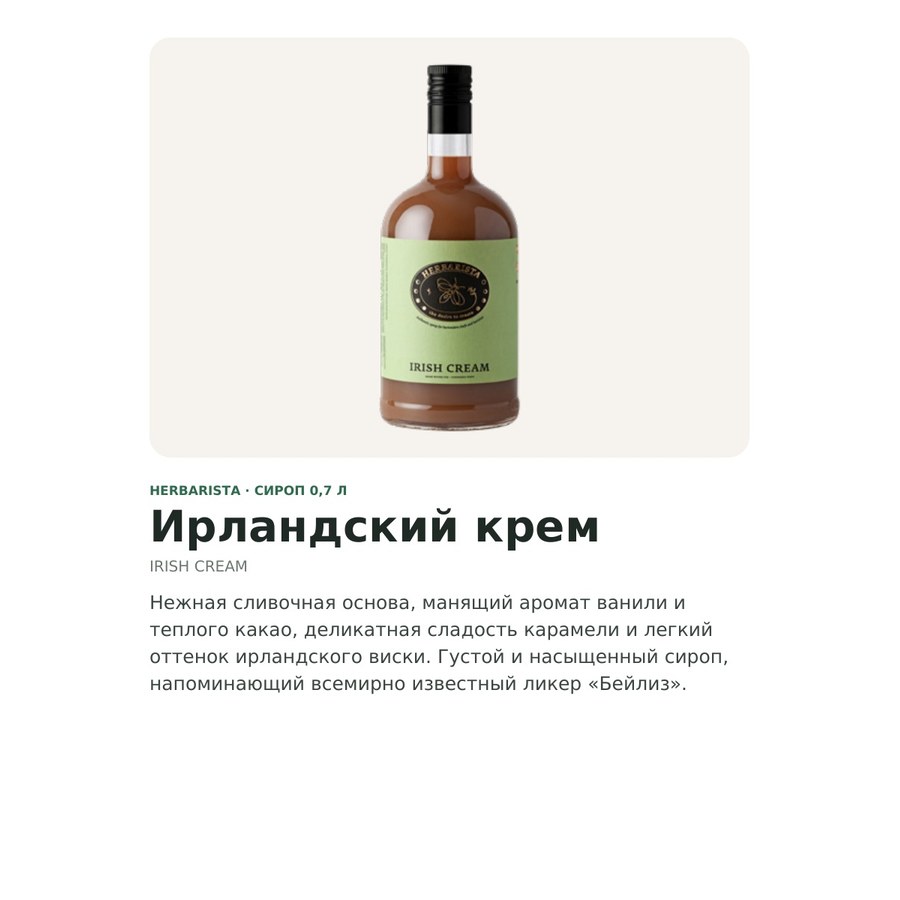 HERBARISTA
IRISH CREAM
HERBARISTA · СИРОП 0,7 Л
Ирландский крем
IRISH CREAM
Нежная сливочная основа, манящий аромат ванили и
теплого какао, деликатная сладость карамели и легкий
оттенок ирландского виски. Густой и насыщенный сироп,
напоминающий всемирно известный ликер «Бейлиз».